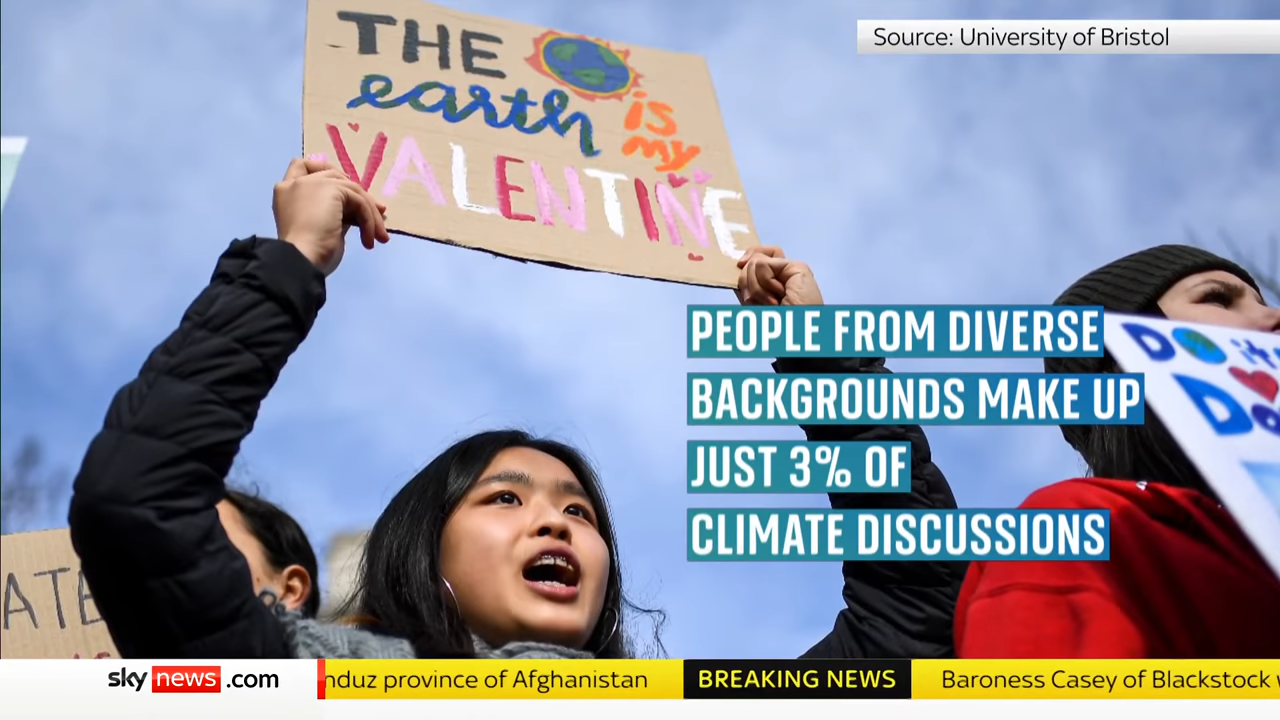 Source: University of Bristol
THE
earth is
my
VALENTINE
PEOPLE FROM DIVERSE
BACKGROUNDS MAKE UP
JUST 3% OF
CLIMATE DISCUSSIONS
DO
sky news .com
nduz province of Afghanistan
BREAKING NEWS
Baroness Casey of Blackstock